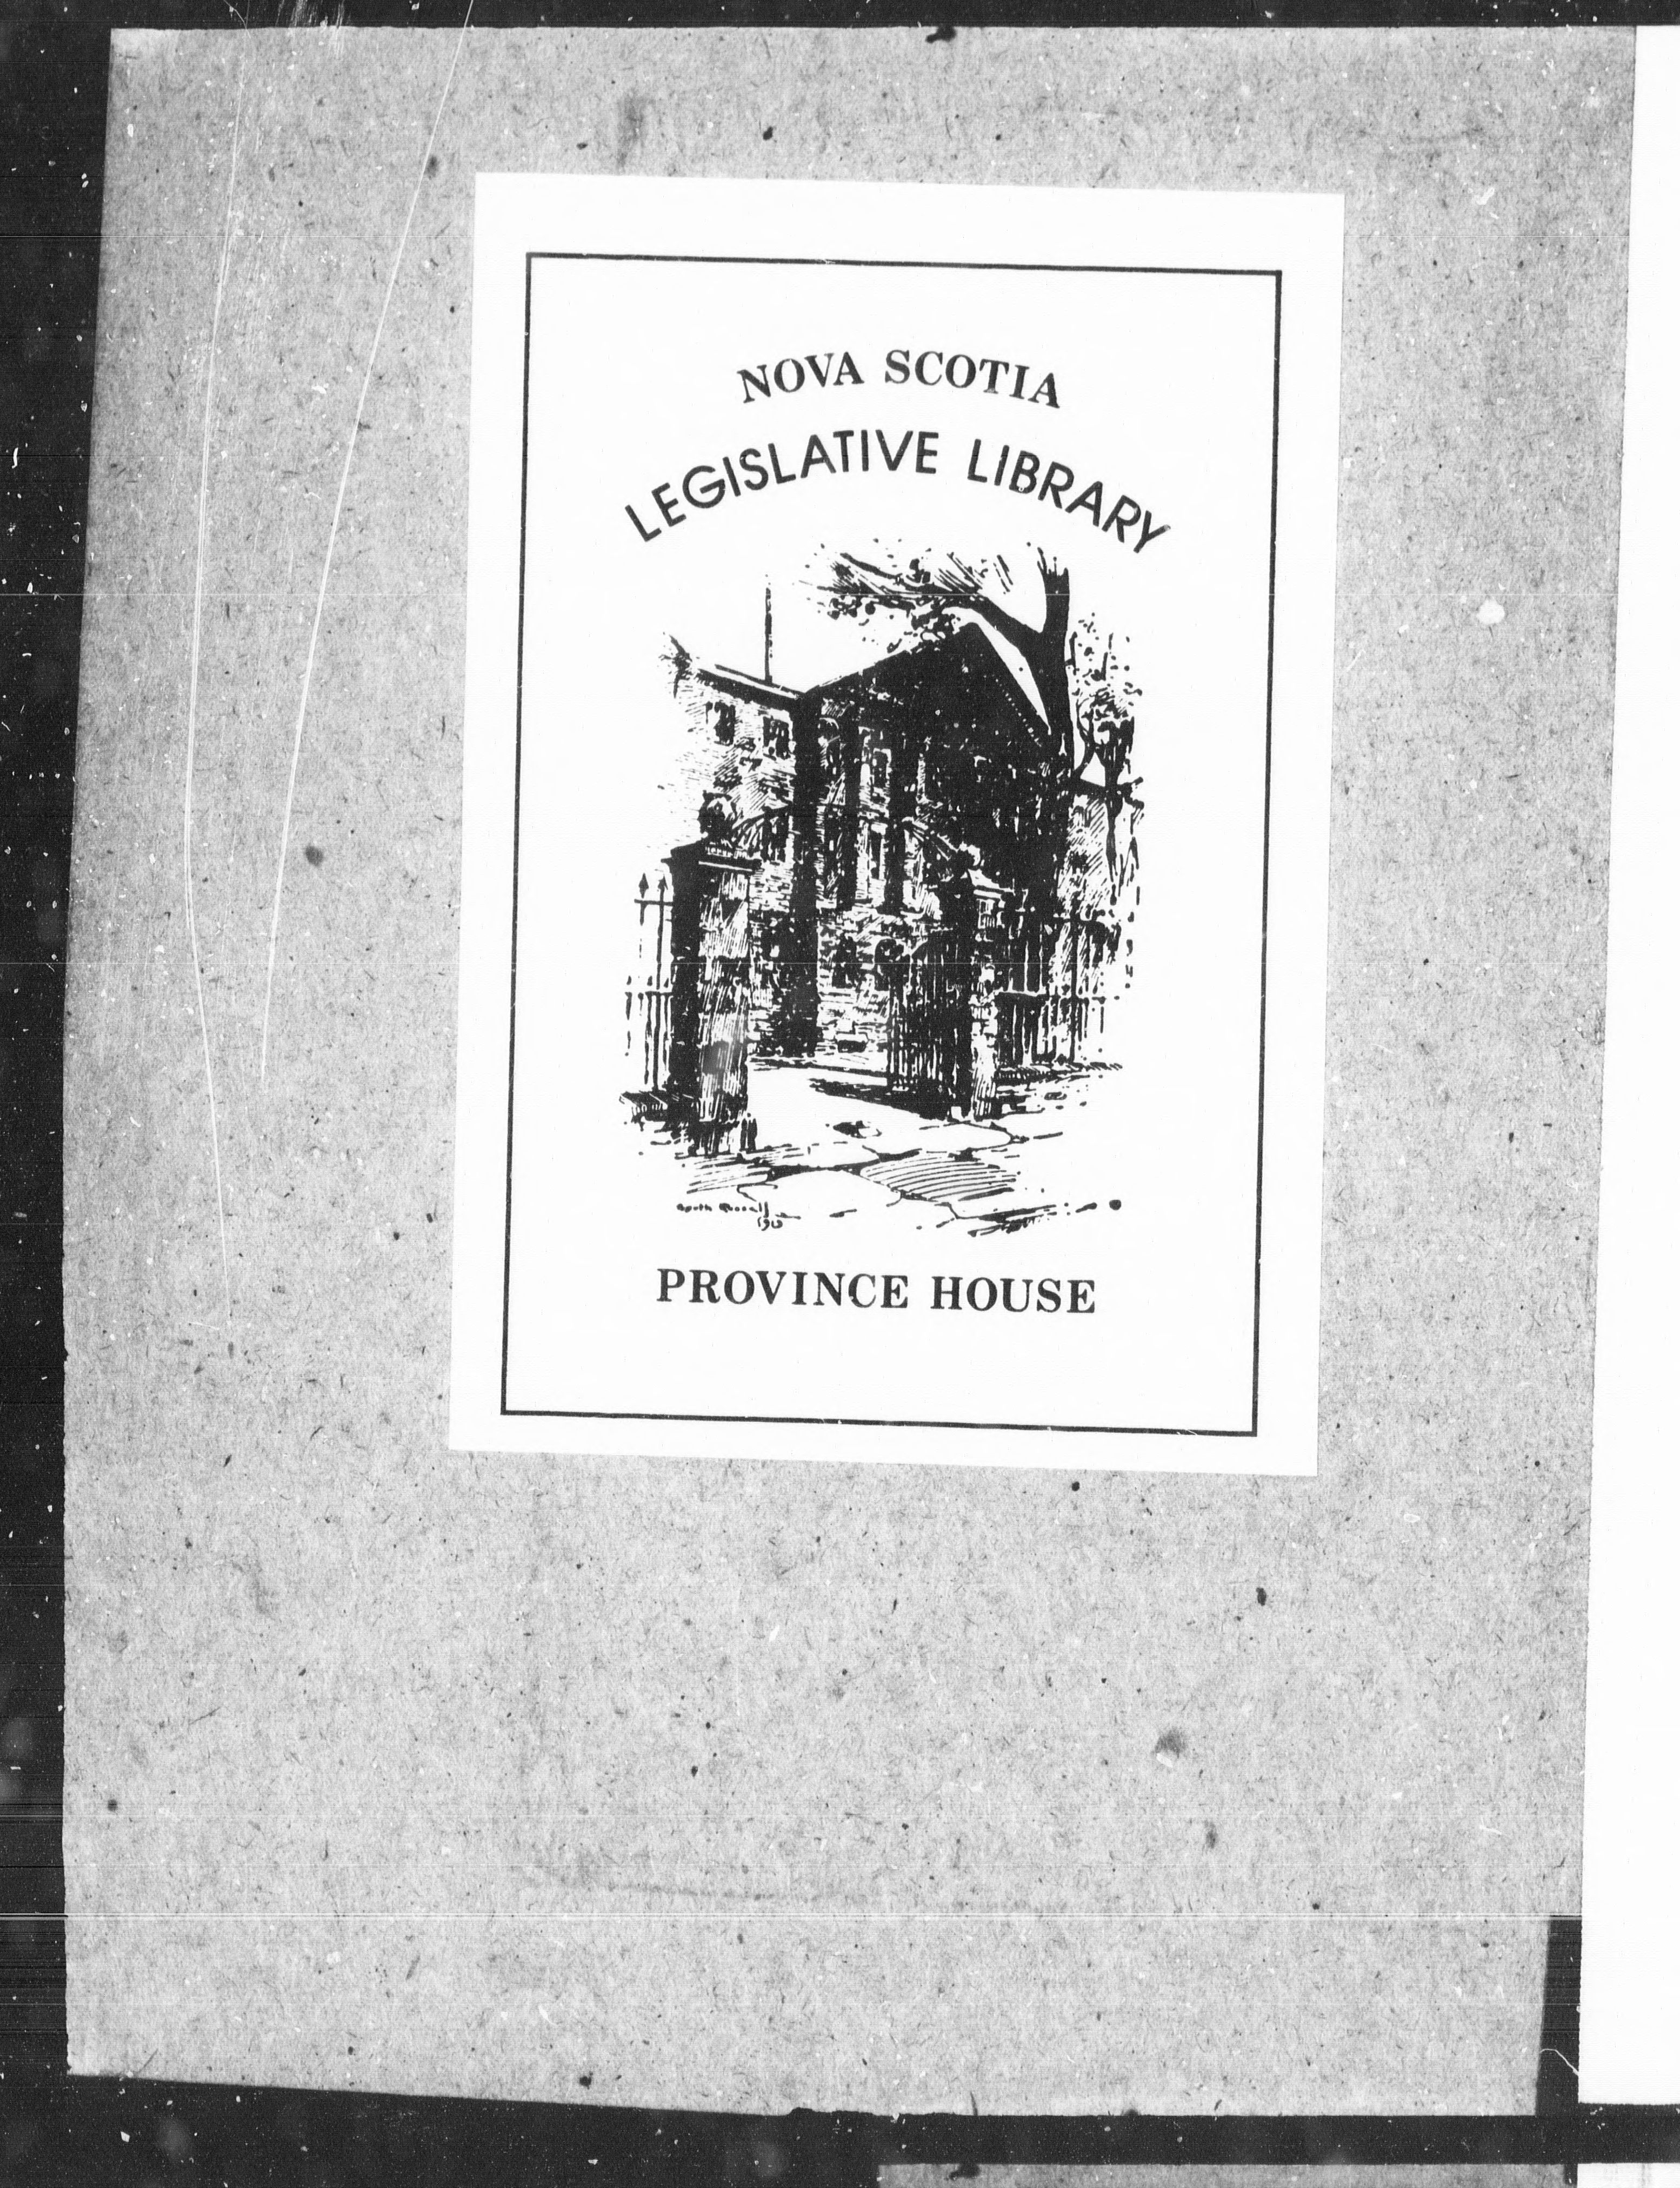 NOVA SCOTIA
LEGISLATIVE LIBRARY
PROVINCE HOUSE